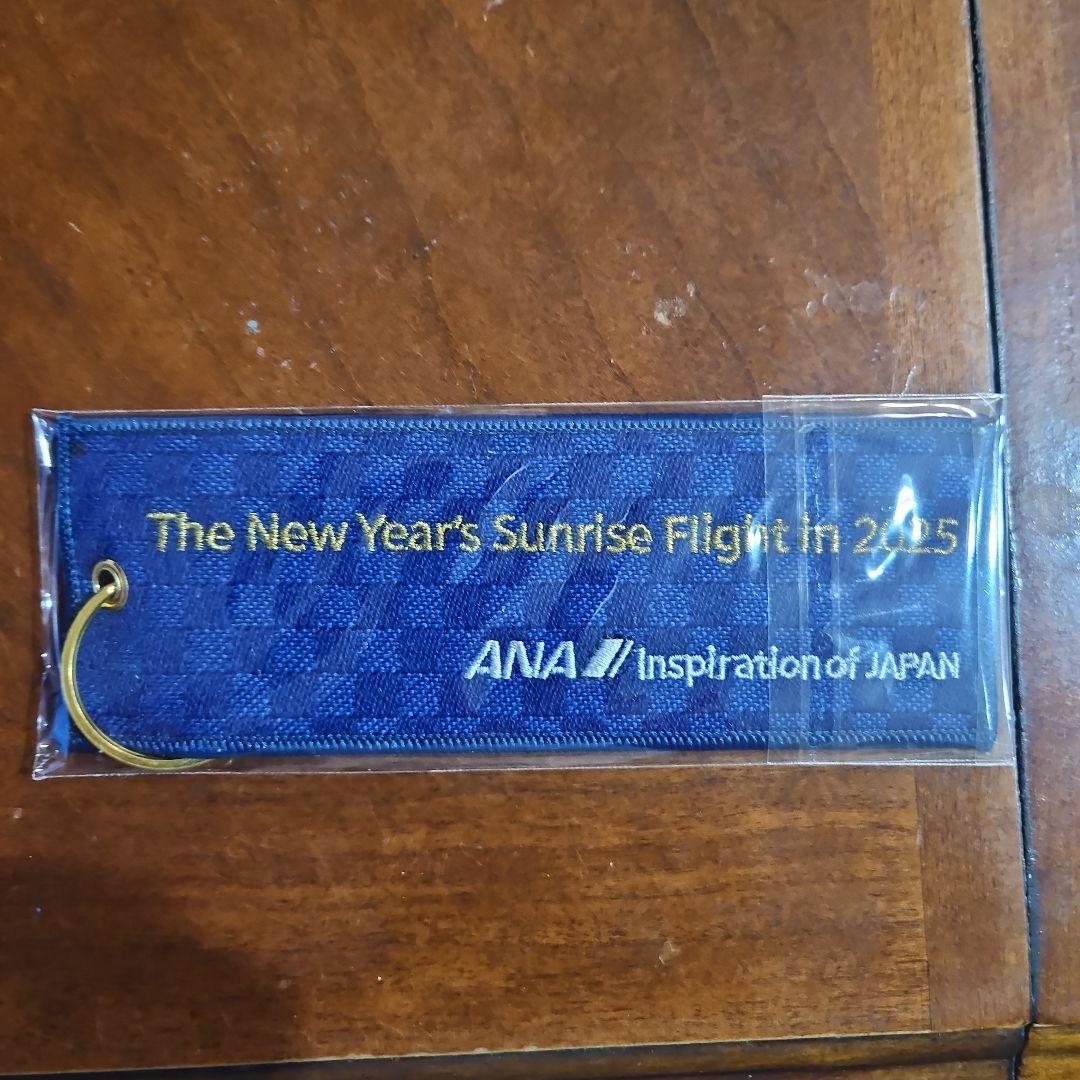 The New Year's Sunrise Flight in 2025
ANA Inspiration of JAPAN